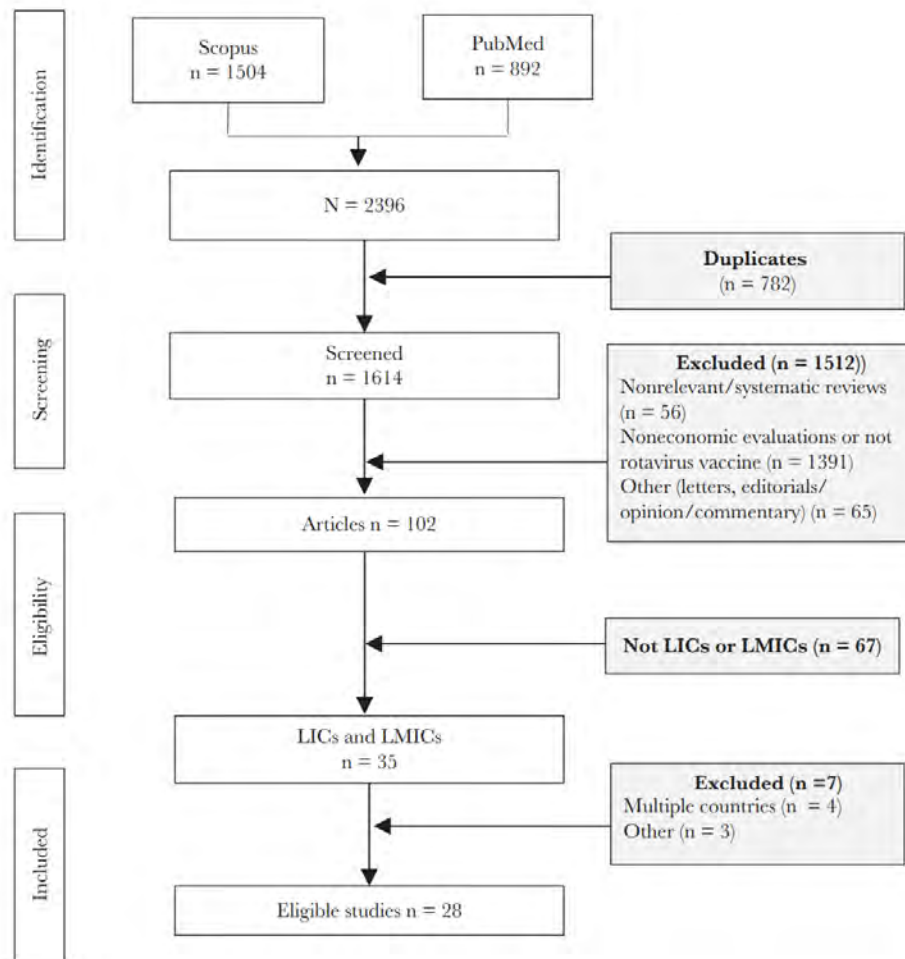 Identification
Scopus
n = 1504
PubMed
n = 892
N = 2396
Duplicates
(n = 782)
Screening
Screened
n = 1614
Excluded (n = 1512))
Nonrelevant/systematic reviews
(n = 56)
Noneconomic evaluations or not
rotavirus vaccine (n = 1391)
Other (letters, editorials/
opinion/commentary) (n = 65)
Articles n = 102
Eligibility
Not LICs or LMICs (n = 67)
LICs and LMICs
n = 35
Included
Excluded (n =7)
Multiple countries (n  = 4)
Other (n = 3)
Eligible studies n = 28